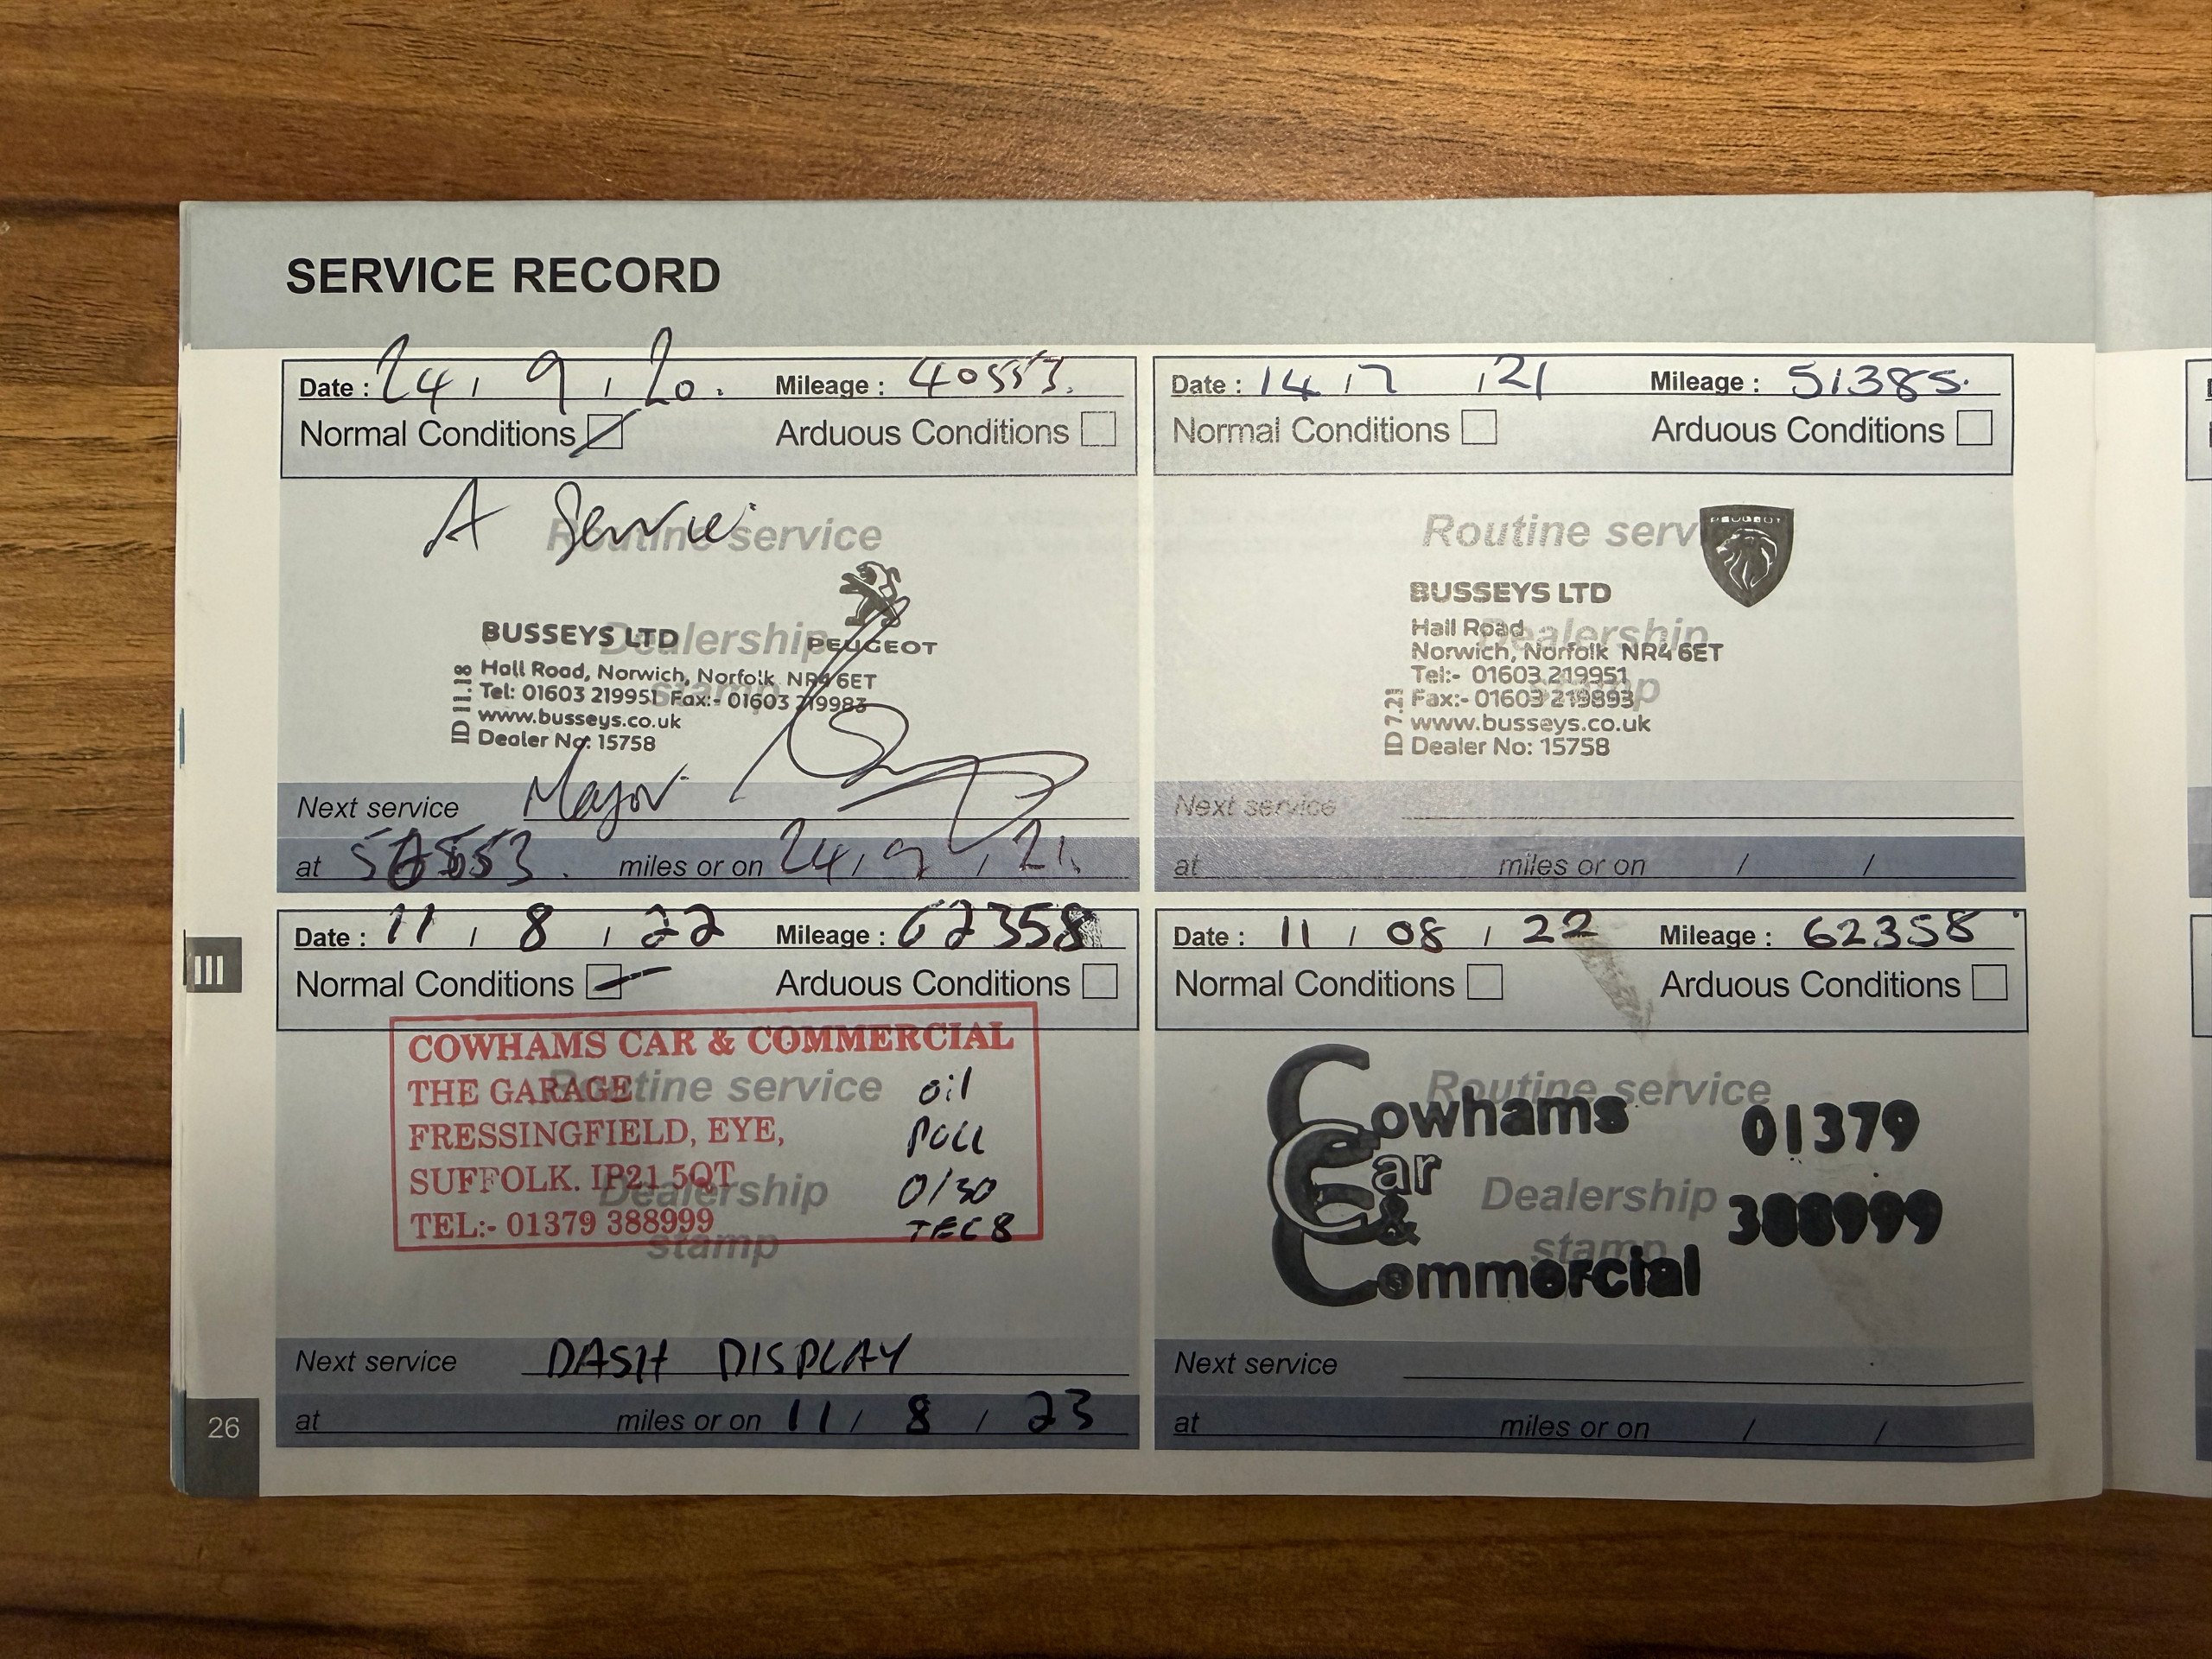 SERVICE RECORD
Date : 24 / 9 / 20. Mileage : 40553.
Normal Conditions Arduous Conditions
A Service
Routine service
PEUGEOT
BUSSEYS LTD
Dealership
stamp
Hall Road, Norwich, Norfolk NR4 6ET
Tel: 01603 219951 Fax:- 01603 219983
www.busseys.co.uk
Dealer No: 15758
ID 11.18
Next service Major
at miles or on 24 / 9 / 21.
Date : 14 / 7 / 21 Mileage : 51385.
Normal Conditions Arduous Conditions
Routine serv
PEUGEOT
BUSSEYS LTD
Dealership
stamp
Hall Road
Norwich, Norfolk NR4 6ET
Tel:- 01603 219951
Fax:- 01603 219893
www.busseys.co.uk
Dealer No: 15758
ID 7.21
Next service
at miles or on / /
Date : 11 / 8 / 22 Mileage : 62358
Normal Conditions Arduous Conditions
Routine service
Dealership
stamp
COWHAMS CAR & COMMERCIAL
THE GARAGE
FRESSINGFIELD, EYE,
SUFFOLK. IP21 5QT
TEL:- 01379 388999
oil
POLL
0/30
TEC8
Next service DASH DISPLAY
at miles or on 11 / 8 / 23
Date : 11 / 08 / 22 Mileage : 62358
Normal Conditions Arduous Conditions
Routine service
Dealership
stamp
Cowhams
Car
&
Commercial
01379
388999
Next service
at miles or on / /
III
26